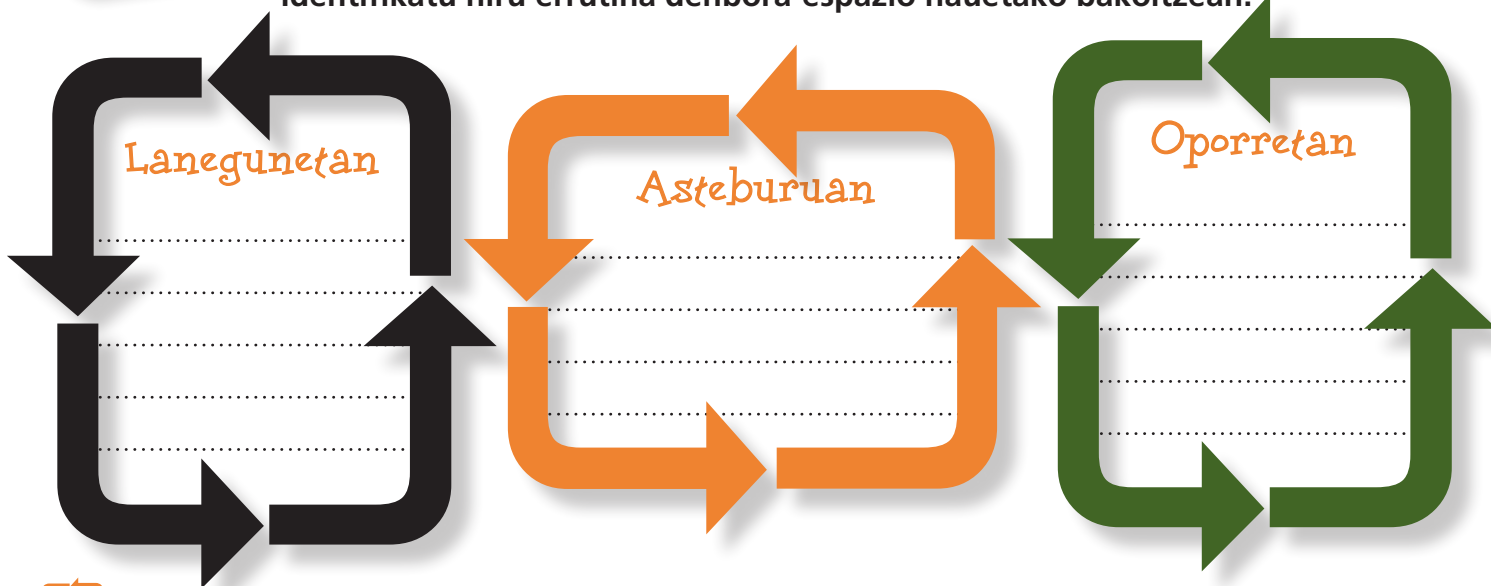 Identifikatu hiru errutina denbora-espazio hauetako bakoitzean.
Lanegunetan
Asteburuan
Oporretan